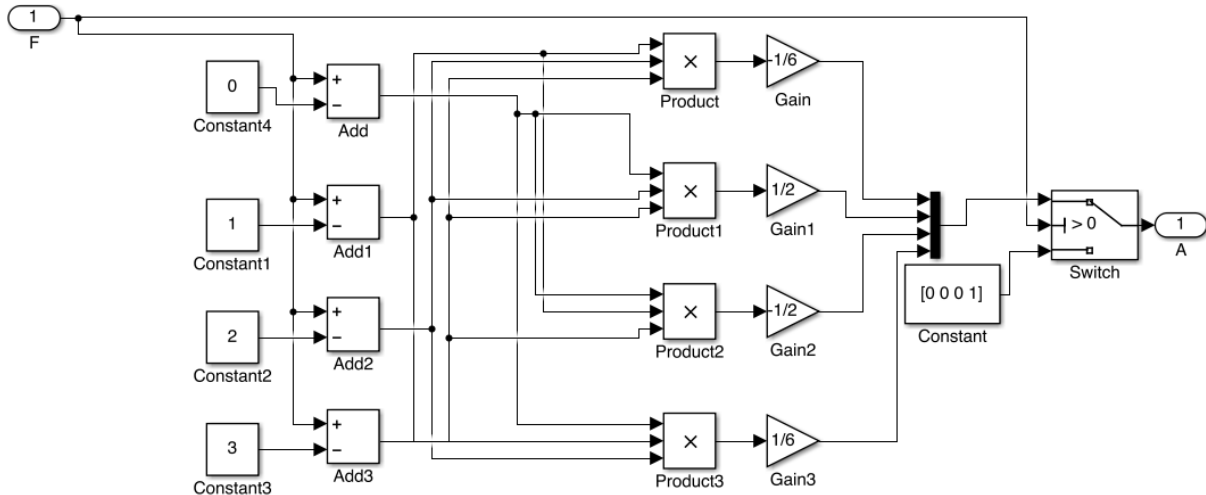 1
F
0
Constant4
+
−
Add
1
Constant1
+
−
Add1
2
Constant2
+
−
Add2
3
Constant3
+
−
Add3
×
Product
-1/6
Gain
×
Product1
1/2
Gain1
×
Product2
-1/2
Gain2
×
Product3
1/6
Gain3
[0 0 0 1]
Constant
> 0
Switch
1
A